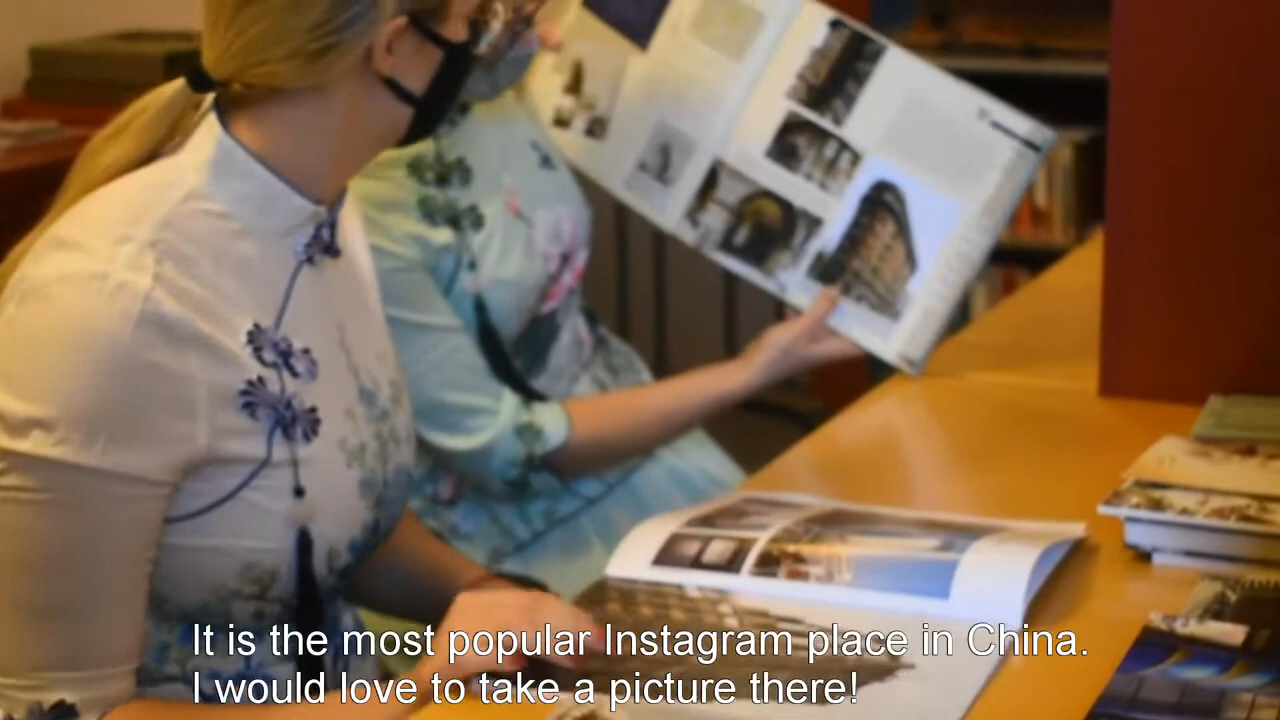 It is the most popular Instagram place in China.
I would love to take a picture there!